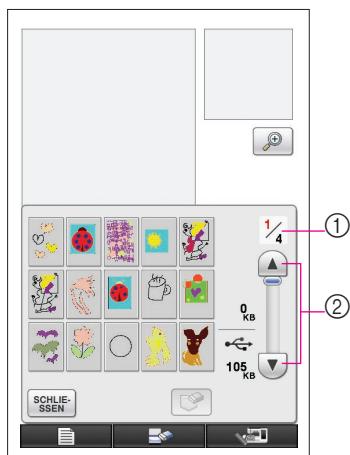 1/4
①
②
0 KB
105 KB
SCHLIE-
SSEN